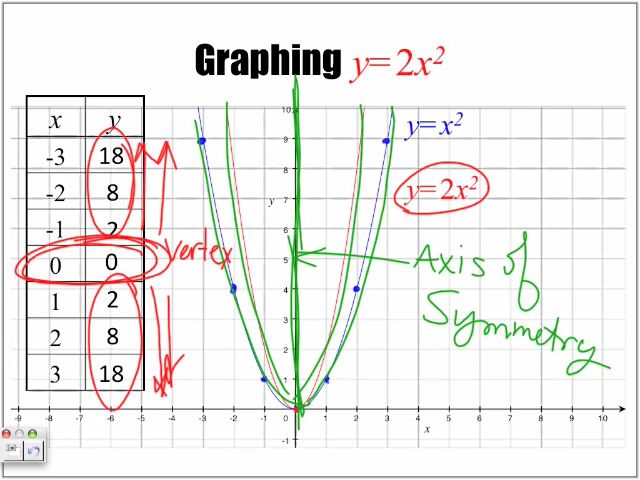 Graphing y=2x²
x y
-3 18
-2 8
-1 2
0 0
1 2
2 8
3 18
vertex
y=x²
y=2x²
Axis of
Symmetry
10
9
8
7
y
6
5
4
3
2
1
-9 -8 -7 -6 -5 -4 -3 -2 -1 0 1 2 3 4 5 6 7 8 9 10
x
-1